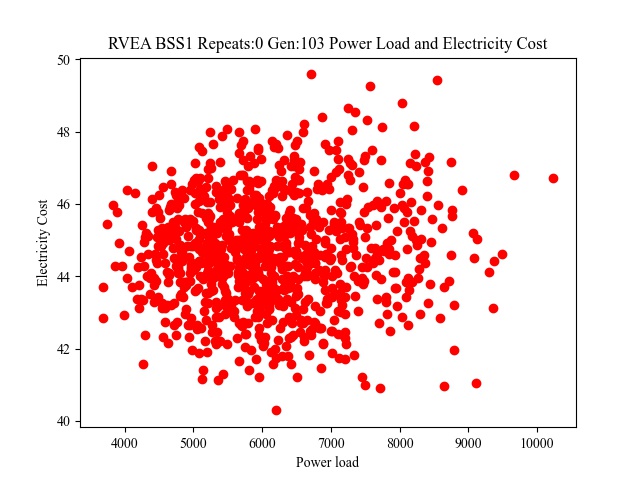 RVEA BSS1 Repeats:0 Gen:103 Power Load and Electricity Cost
50
48
46
44
42
40
Electricity Cost
4000 5000 6000 7000 8000 9000 10000
Power load